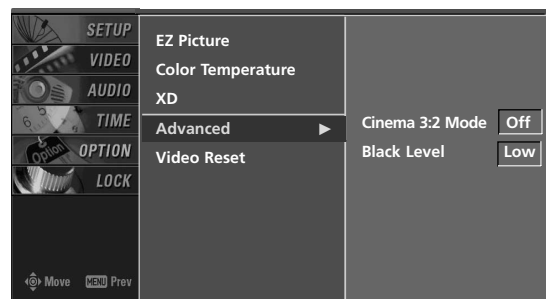 SETUP
VIDEO
AUDIO
TIME
OPTION
LOCK
Move MENU Prev
EZ Picture
Color Temperature
XD
Advanced ►
Video Reset
Cinema 3:2 Mode Off
Black Level Low